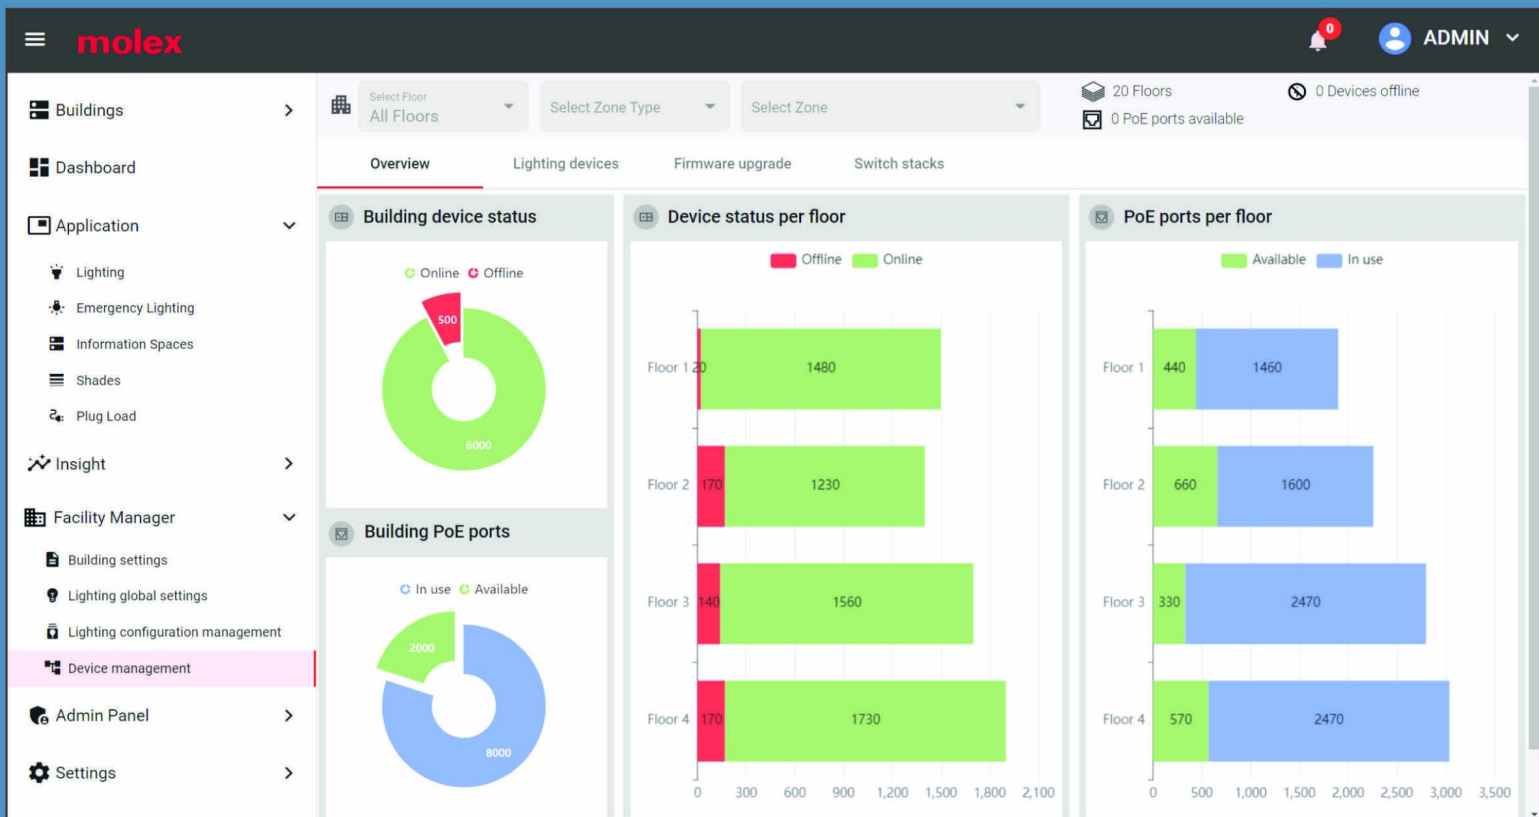 molex
0
ADMIN
Buildings
Dashboard
Application
Lighting
Emergency Lighting
Information Spaces
Shades
Plug Load
Insight
Facility Manager
Building settings
Lighting global settings
Lighting configuration management
Device management
Admin Panel
Settings
Select Floor
All Floors
Select Zone Type
Select Zone
20 Floors
0 Devices offline
0 PoE ports available
Overview Lighting devices Firmware upgrade Switch stacks
Building device status
Online Offline
500
6000
Building PoE ports
In use Available
2000
8000
Device status per floor
Offline Online
Floor 1 20 1480
Floor 2 170 1230
Floor 3 140 1560
Floor 4 170 1730
0 300 600 900 1,200 1,500 1,800 2,100
PoE ports per floor
Available In use
Floor 1 440 1460
Floor 2 660 1600
Floor 3 330 2470
Floor 4 570 2470
0 500 1,000 1,500 2,000 2,500 3,000 3,500